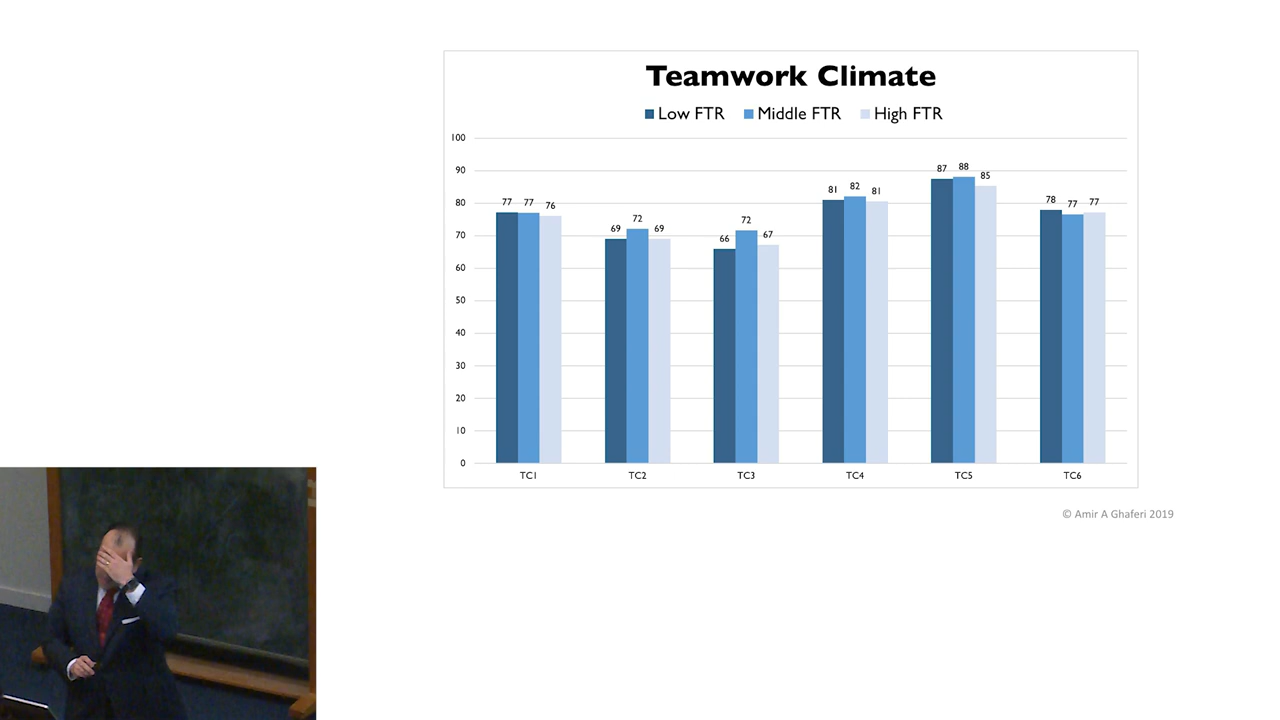 Teamwork Climate
Low FTR Middle FTR High FTR
100
90
80
70
60
50
40
30
20
10
0
77 77 76
69 72 69
66 72 67
81 82 81
87 88 85
78 77 77
TC1 TC2 TC3 TC4 TC5 TC6
© Amir A Ghaferi 2019